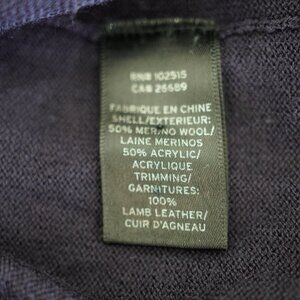 RN# 102515
CA# 26689
FABRIQUE EN CHINE
SHELL/EXTERIEUR:
50% MERINO WOOL/
LAINE MERINOS
50% ACRYLIC/
ACRYLIQUE
TRIMMING/
GARNITURES:
100%
LAMB LEATHER/
CUIR D'AGNEAU